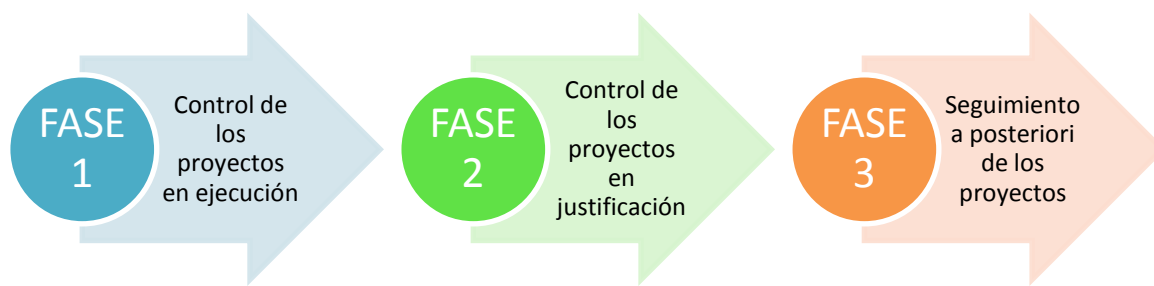 FASE
1
Control de
los
proyectos
en ejecución
FASE
2
Control de
los
proyectos
en
justificación
FASE
3
Seguimiento
a posteriori
de los
proyectos